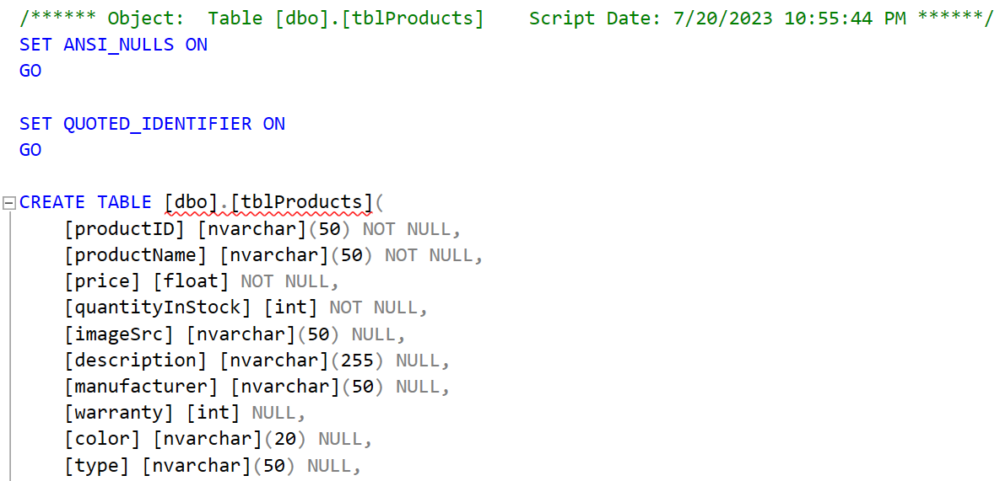 /****** Object:  Table [dbo].[tblProducts]    Script Date: 7/20/2023 10:55:44 PM ******/
SET ANSI_NULLS ON
GO
SET QUOTED_IDENTIFIER ON
GO
CREATE TABLE [dbo].[tblProducts](
[productID] [nvarchar](50) NOT NULL,
[productName] [nvarchar](50) NOT NULL,
[price] [float] NOT NULL,
[quantityInStock] [int] NOT NULL,
[imageSrc] [nvarchar](50) NULL,
[description] [nvarchar](255) NULL,
[manufacturer] [nvarchar](50) NULL,
[warranty] [int] NULL,
[color] [nvarchar](20) NULL,
[type] [nvarchar](50) NULL,